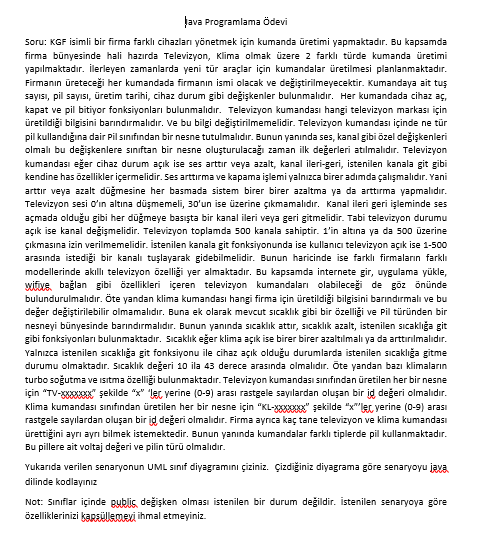 Java Programlama Ödevi
Soru: KGF isimli bir firma farklı cihazları yönetmek için kumanda üretimi yapmaktadır. Bu kapsamda
firma bünyesinde hali hazırda Televizyon, Klima olmak üzere 2 farklı türde kumanda üretimi
yapılmaktadır. İlerleyen zamanlarda yeni tür araçlar için kumandalar üretilmesi planlanmaktadır.
Firmanın üreteceği her kumandada firmanın ismi olacak ve değiştirilmeyecektir. Kumandaya ait tuş
sayısı, pil sayısı, üretim tarihi, cihaz durum gibi değişkenler bulunmalıdır. Her kumandada cihaz aç,
kapat ve pil bitiyor fonksiyonları bulunmalıdır. Televizyon kumandası hangi televizyon markası için
üretildiği bilgisini barındırmalıdır. Ve bu bilgi değiştirilmemelidir. Televizyon kumandası içinde ne tür
pil kullandığına dair Pil sınıfından bir nesne tutulmalıdır. Bunun yanında ses, kanal gibi özel değişkenleri
olmalı bu değişkenlere sınıftan bir nesne oluşturulacağı zaman ilk değerleri atılmalıdır. Televizyon
kumandası eğer cihaz durum açık ise ses arttır veya azalt, kanal ileri-geri, istenilen kanala git gibi
kendine has özellikler içermelidir. Ses arttırma ve kapama işlemi yalnızca birer adımda çalışmalıdır. Yani
arttır veya azalt düğmesine her basmada sistem birer birer azaltma ya da arttırma yapmalıdır.
Televizyon sesi 0'ın altına düşmemeli, 30'un ise üzerine çıkmamalıdır. Kanal ileri geri işleminde ses
açmada olduğu gibi her düğmeye basışta bir kanal ileri veya geri gitmelidir. Tabi televizyon durumu
açık ise kanal değişmelidir. Televizyon toplamda 500 kanala sahiptir. 1'in altına ya da 500 üzerine
çıkmasına izin verilmemelidir. İstenilen kanala git fonksiyonunda ise kullanıcı televizyon açık ise 1-500
arasında istediği bir kanalı tuşlayarak gidebilmelidir. Bunun haricinde ise farklı firmaların farklı
modellerinde akıllı televizyon özelliği yer almaktadır. Bu kapsamda internete gir, uygulama yükle,
wifiye bağlan gibi özellikleri içeren televizyon kumandaları olabileceği de göz önünde
bulundurulmalıdır. Öte yandan klima kumandası hangi firma için üretildiği bilgisini barındırmalı ve bu
değer değiştirilebilir olmamalıdır. Buna ek olarak mevcut sıcaklık gibi bir özelliği ve Pil türünden bir
nesneyi bünyesinde barındırmalıdır. Bunun yanında sıcaklık attır, sıcaklık azalt, istenilen sıcaklığa git
gibi fonksiyonları bulunmaktadır. Sıcaklık eğer klima açık ise birer birer azaltılmalı ya da arttırılmalıdır.
Yalnızca istenilen sıcaklığa git fonksiyonu ile cihaz açık olduğu durumlarda istenilen sıcaklığa gitme
durumu olmaktadır. Sıcaklık değeri 10 ila 43 derece arasında olmalıdır. Öte yandan bazı klimaların
turbo soğutma ve ısıtma özelliği bulunmaktadır. Televizyon kumandası sınıfından üretilen her bir nesne
için "TV-xxxxxxx" şekilde "x" 'ler yerine (0-9) arası rastgele sayılardan oluşan bir id değeri olmalıdır.
Klima kumandası sınıfından üretilen her bir nesne için "KL-xxxxxxx" şekilde "x"'ler yerine (0-9) arası
rastgele sayılardan oluşan bir id değeri olmalıdır. Firma ayrıca kaç tane televizyon ve klima kumandası
ürettiğini ayrı ayrı bilmek istemektedir. Bunun yanında kumandalar farklı tiplerde pil kullanmaktadır.
Bu pillere ait voltaj değeri ve pilin türü olmalıdır.
Yukarıda verilen senaryonun UML sınıf diyagramını çiziniz. Çizdiğiniz diyagrama göre senaryoyu java
dilinde kodlayınız
Not: Sınıflar içinde public değişken olması istenilen bir durum değildir. İstenilen senaryoya göre
özelliklerinizi kapsüllemeyi ihmal etmeyiniz.